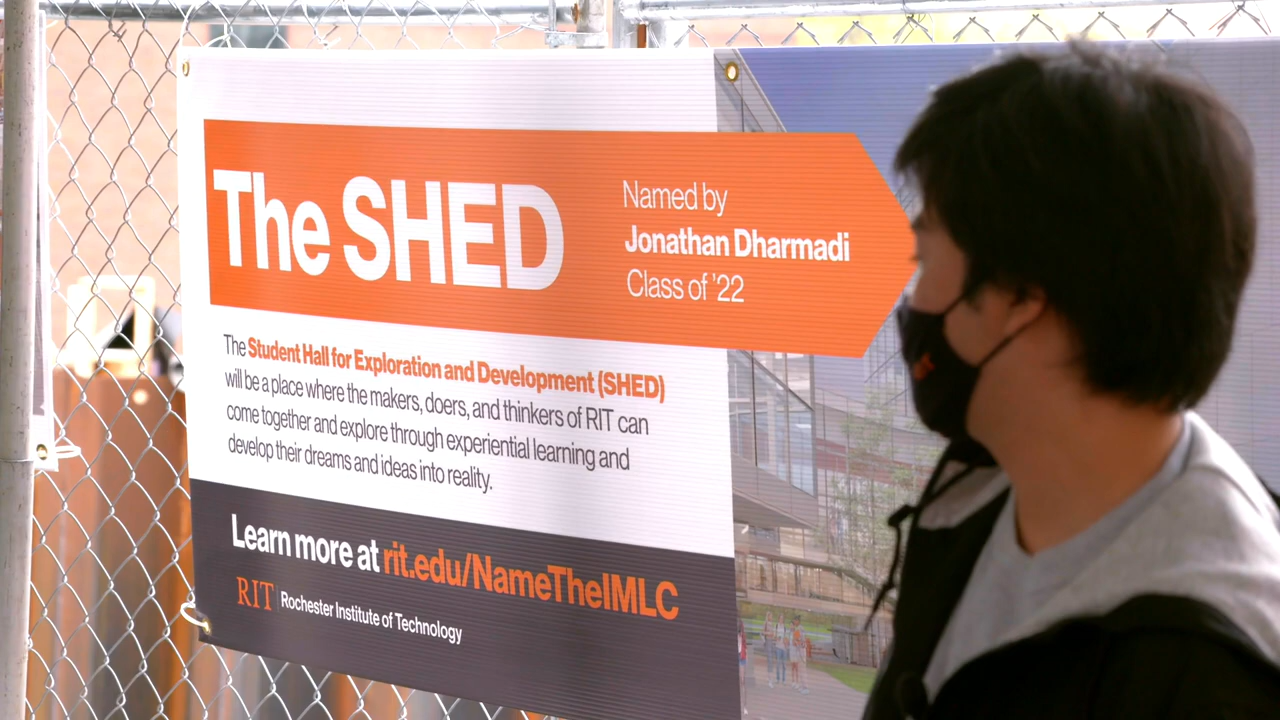 The SHED
Named by
Jonathan Dharmadi
Class of '22
The Student Hall for Exploration and Development (SHED)
will be a place where the makers, doers, and thinkers of RIT can
come together and explore through experiential learning and
develop their dreams and ideas into reality.
Learn more at rit.edu/NameTheIMLC
RIT Rochester Institute of Technology